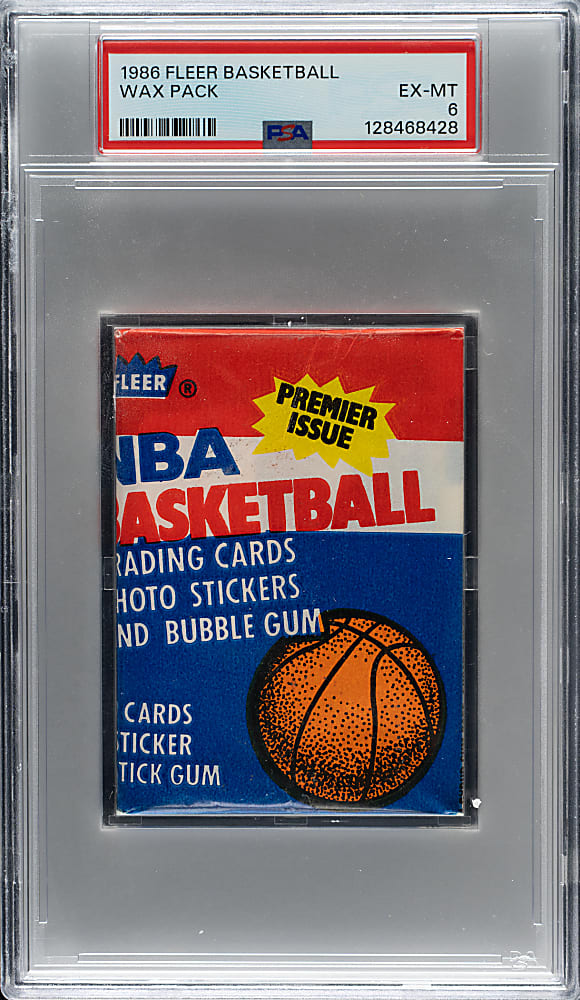 1986 FLEER BASKETBALL
WAX PACK
EX-MT
6
PSA
128468428
FLEER ®
PREMIER
ISSUE
NBA
BASKETBALL
RADING CARDS
HOTO STICKERS
ND BUBBLE GUM
CARDS
STICKER
TICK GUM
PSA